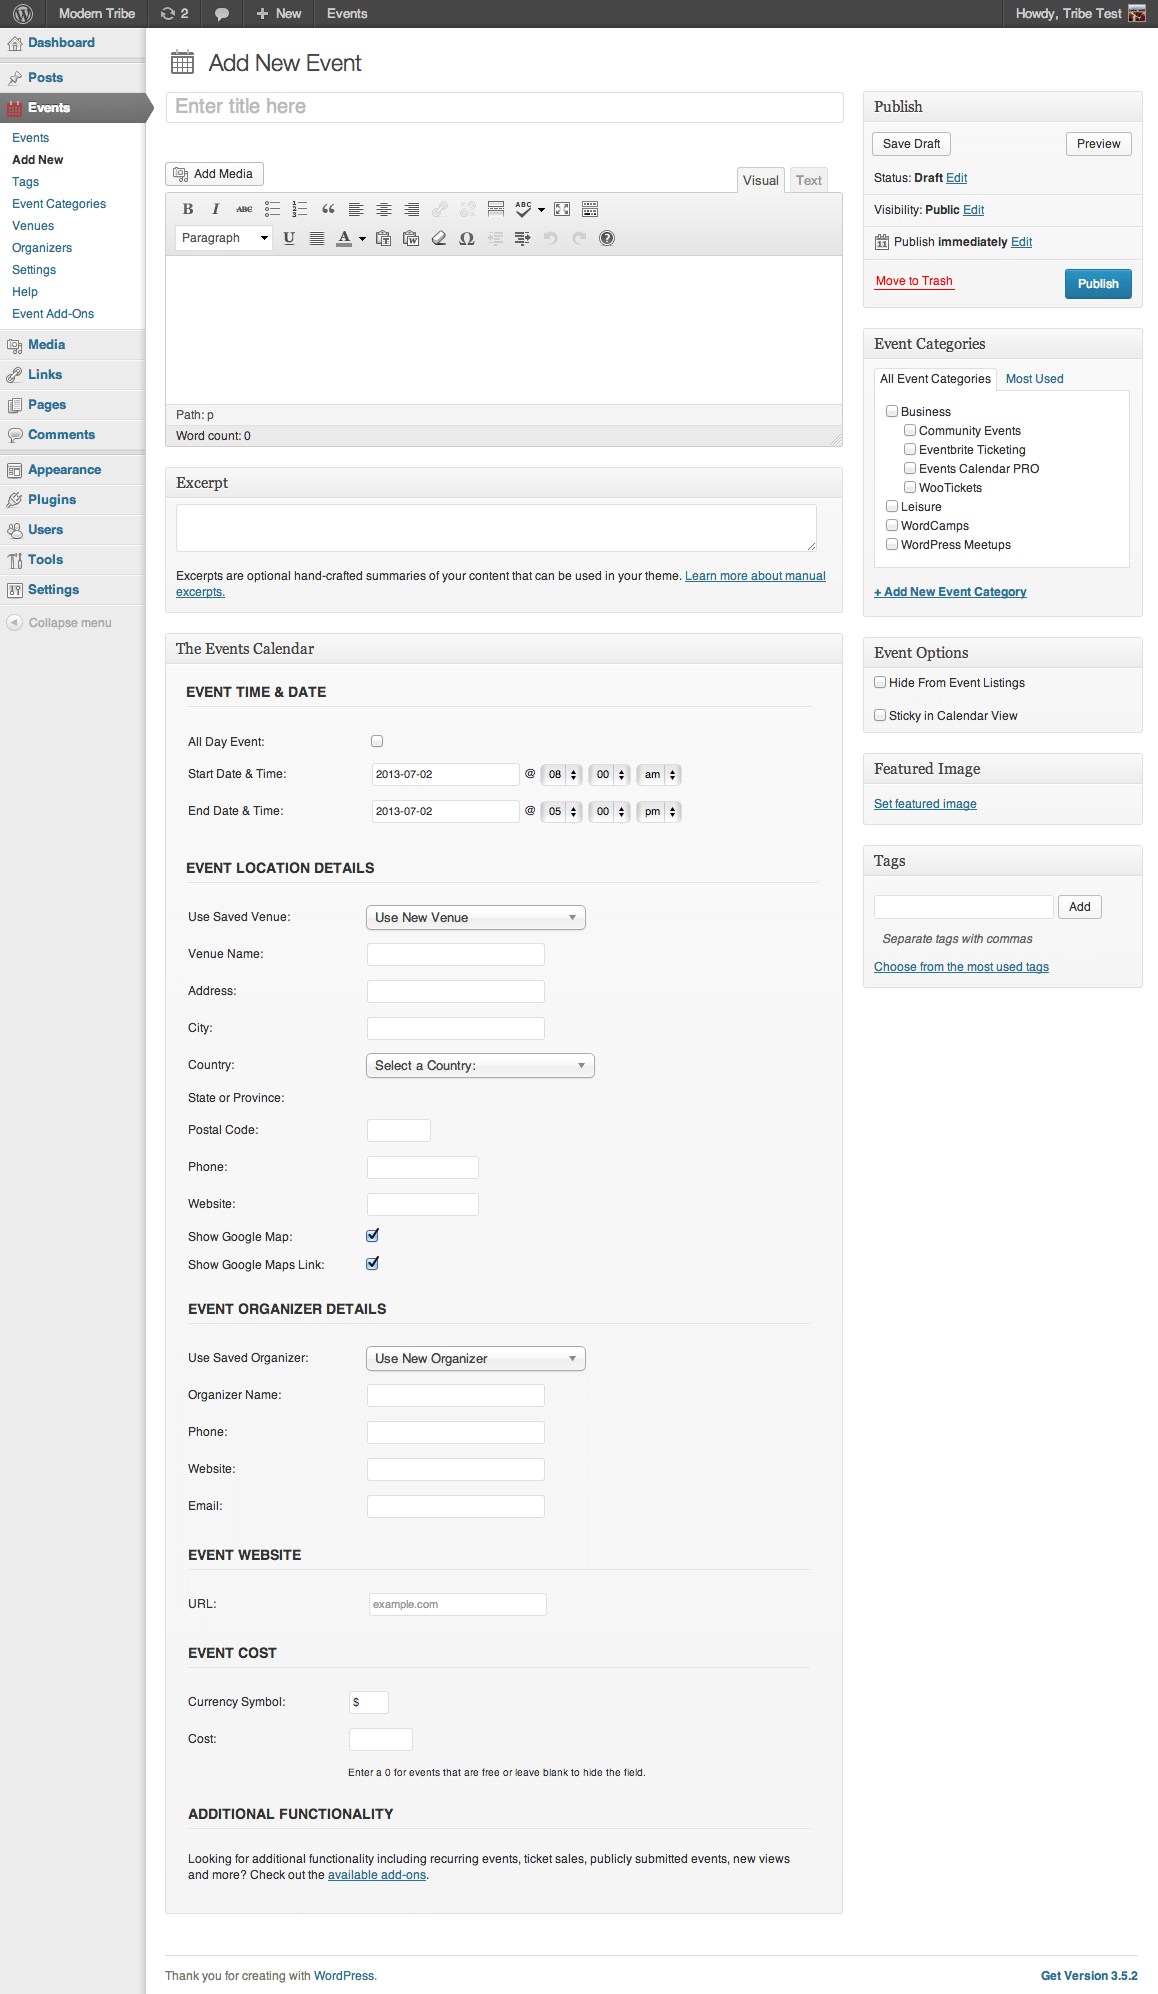 Modern Tribe 2 + New Events Howdy, Tribe Test
Dashboard
Posts
Events
Events
Add New
Tags
Event Categories
Venues
Organizers
Settings
Help
Event Add-Ons
Media
Links
Pages
Comments
Appearance
Plugins
Users
Tools
Settings
Collapse menu
Add New Event
Enter title here
Add Media
Visual Text
B I ABC ABC
Paragraph U A
Path: p
Word count: 0
Excerpt
Excerpts are optional hand-crafted summaries of your content that can be used in your theme. Learn more about manual
excerpts.
The Events Calendar
EVENT TIME & DATE
All Day Event:
Start Date & Time: 2013-07-02 @ 08 00 am
End Date & Time: 2013-07-02 @ 05 00 pm
EVENT LOCATION DETAILS
Use Saved Venue: Use New Venue
Venue Name:
Address:
City:
Country: Select a Country:
State or Province:
Postal Code:
Phone:
Website:
Show Google Map:
Show Google Maps Link:
EVENT ORGANIZER DETAILS
Use Saved Organizer: Use New Organizer
Organizer Name:
Phone:
Website:
Email:
EVENT WEBSITE
URL: example.com
EVENT COST
Currency Symbol: $
Cost:
Enter a 0 for events that are free or leave blank to hide the field.
ADDITIONAL FUNCTIONALITY
Looking for additional functionality including recurring events, ticket sales, publicly submitted events, new views
and more? Check out the available add-ons.
Publish
Save Draft Preview
Status: Draft Edit
Visibility: Public Edit
Publish immediately Edit
Move to Trash Publish
Event Categories
All Event Categories Most Used
Business
Community Events
Eventbrite Ticketing
Events Calendar PRO
WooTickets
Leisure
WordCamps
WordPress Meetups
+ Add New Event Category
Event Options
Hide From Event Listings
Sticky in Calendar View
Featured Image
Set featured image
Tags
Add
Separate tags with commas
Choose from the most used tags
Thank you for creating with WordPress. Get Version 3.5.2